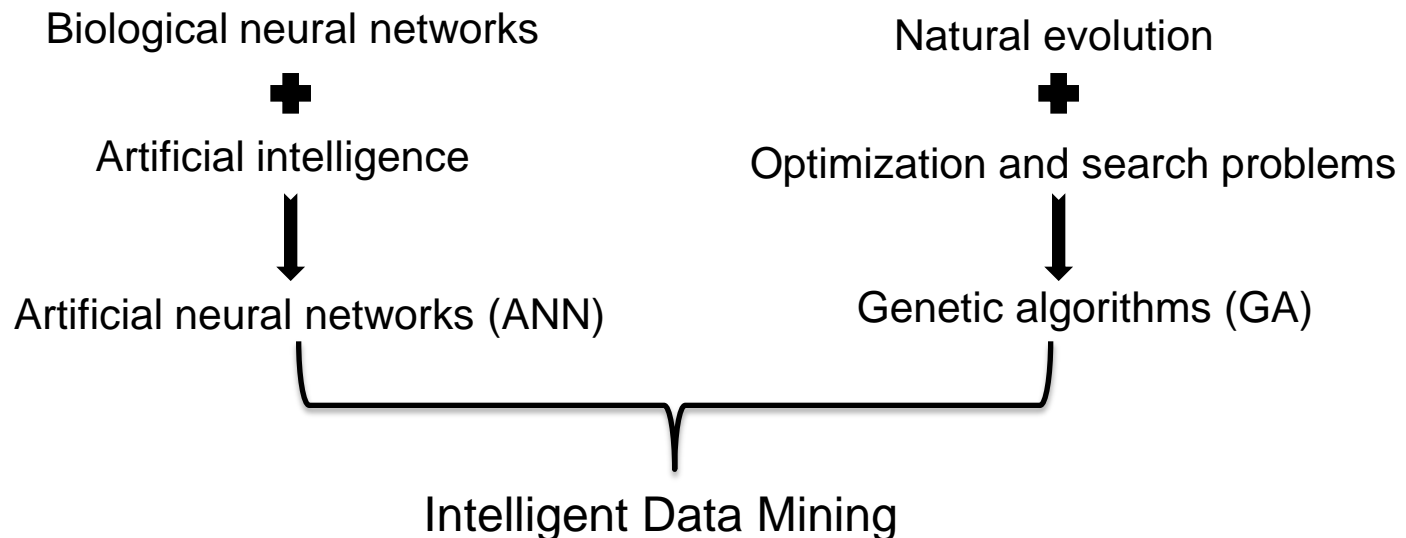 Biological neural networks
Artificial intelligence
Artificial neural networks (ANN)
Natural evolution
Optimization and search problems
Genetic algorithms (GA)
Intelligent Data Mining